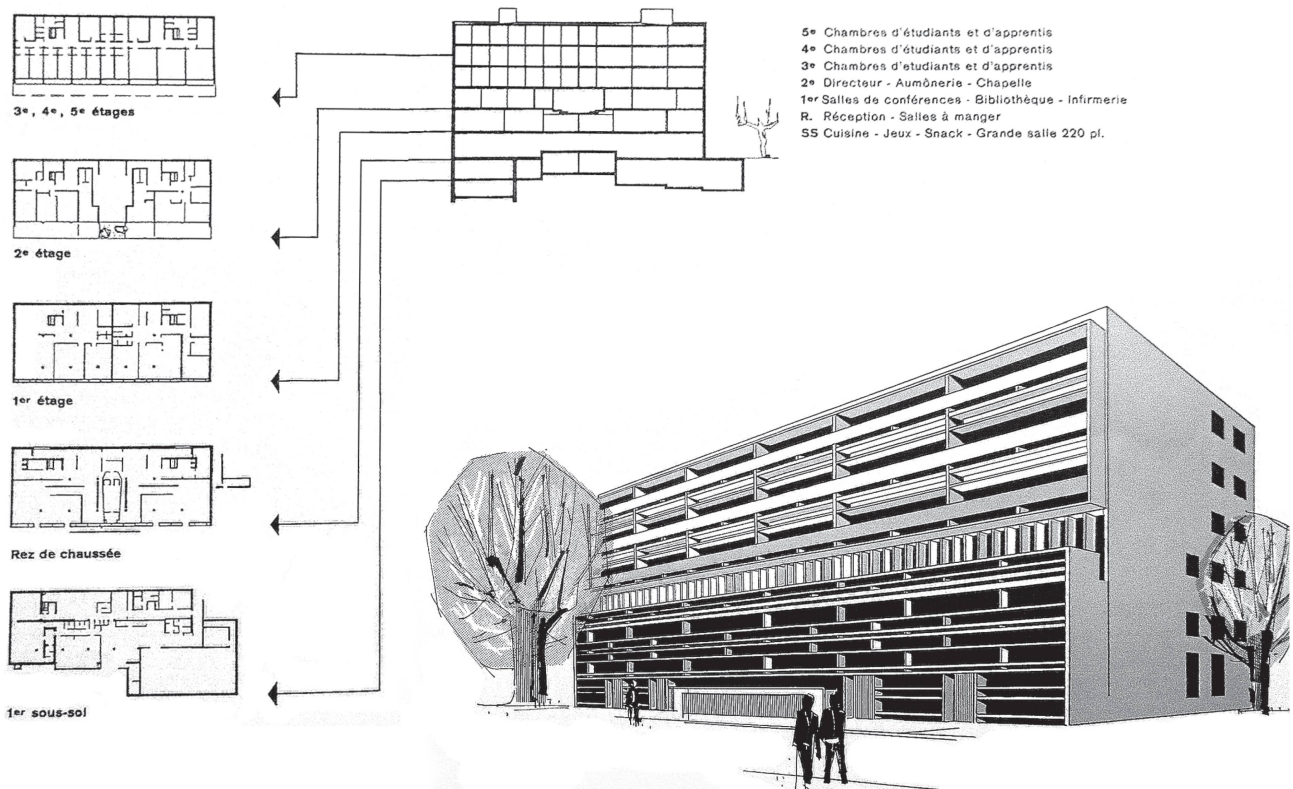 5e Chambres d'étudiants et d'apprentis
4e Chambres d'étudiants et d'apprentis
3e Chambres d'etudiants et d'apprentis
2e Directeur - Aumônerie - Chapelle
1er Salles de conférences - Bibliothèque - Infirmerie
R. Réception - Salles à manger
SS Cuisine - Jeux - Snack - Grande salle 220 pl.
3e, 4e, 5e étages
2e étage
1er étage
Rez de chaussée
1er sous-sol